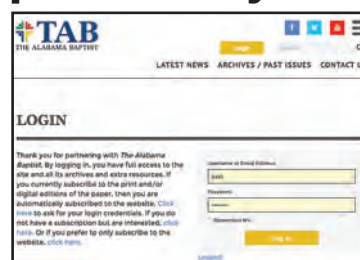 TAB
THE ALABAMA BAPTIST
Login
LATEST NEWS ARCHIVES / PAST ISSUES CONTACT U
LOGIN
Thank you for partnering with The Alabama
Baptist. By logging in, you have full access to the
site and all its archives and extra resources. If
you currently subscribe to the print and/or
digital editions of the paper, then you are
automatically subscribed to the website. Click
here to ask for your login credentials. If you do
not have a subscription but are interested, click
here. Or if you prefer to only subscribe to the
website, click here.
Username or Email Address
Password
Remember Me
Log In